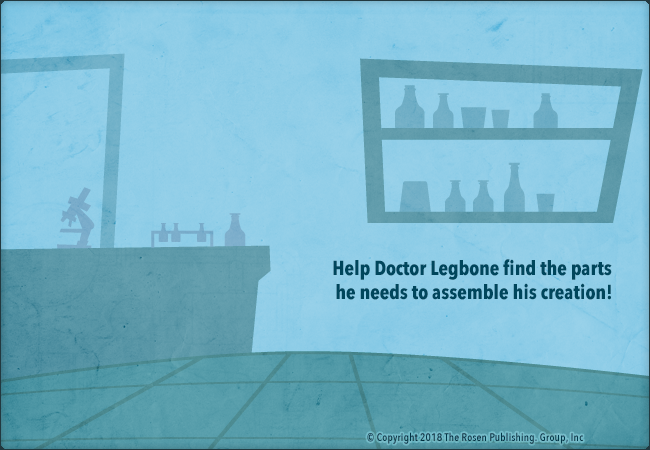 Help Doctor Legbone find the parts
he needs to assemble his creation!
© Copyright 2018 The Rosen Publishing. Group, Inc